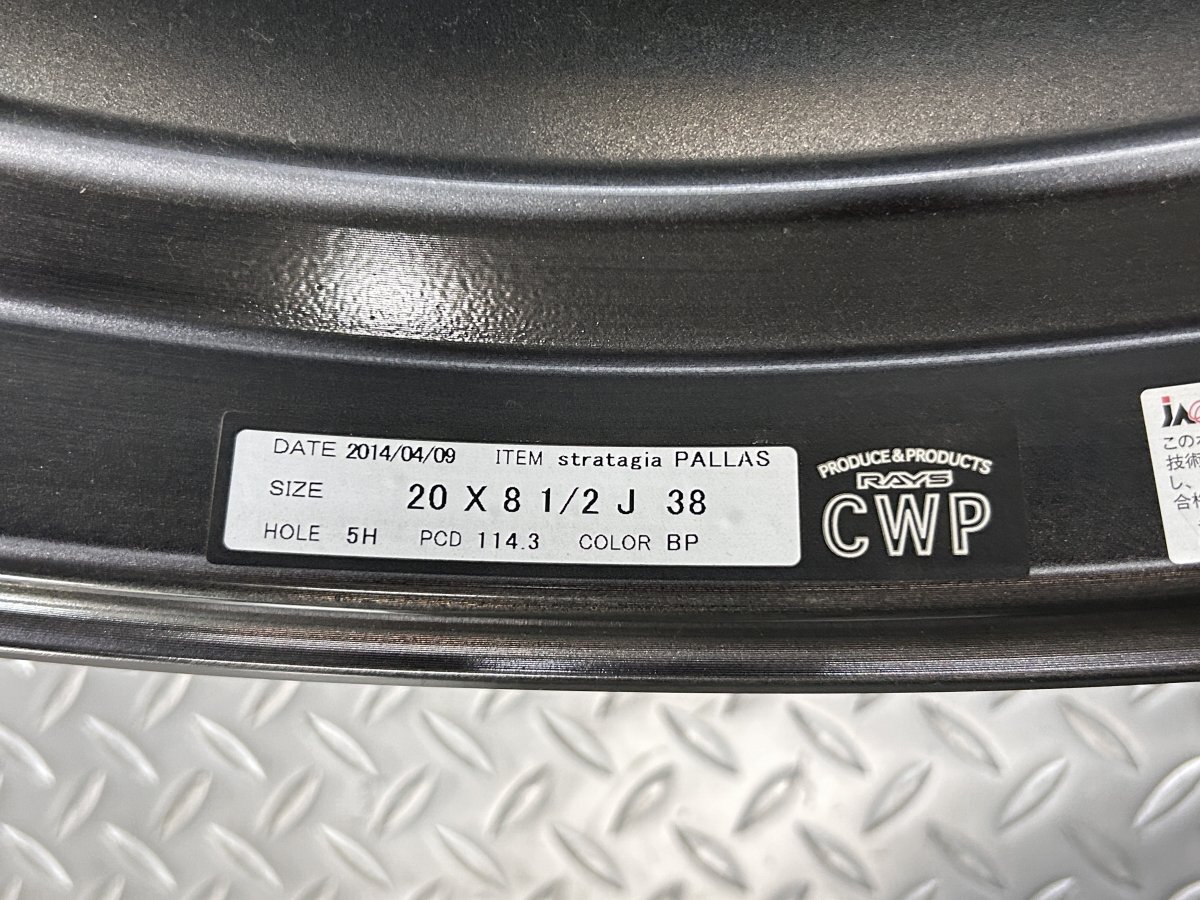 DATE 2014/04/09 ITEM stratagia PALLAS
SIZE 20 X 8 1/2 J 38
HOLE 5H PCD 114.3 COLOR BP
PRODUCE & PRODUCTS
RAYS
CWP
この
技術
し、
合格